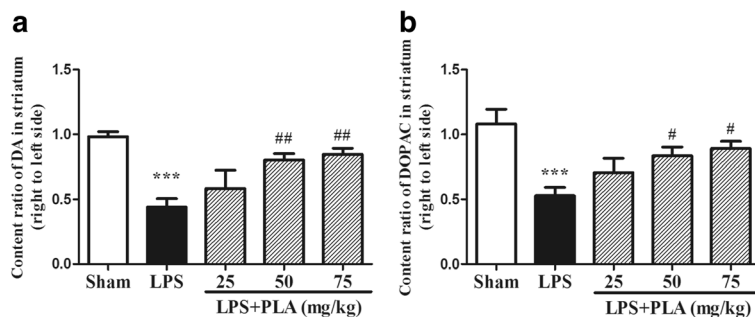 a
Content ratio of DA in striatum
(right to left side)
1.5
1.0
0.5
0.0
***
##
##
Sham
LPS
25
50
75
LPS+PLA (mg/kg)
b
Content ratio of DOPAC in striatum
(right to left side)
1.5
1.0
0.5
0.0
***
#
#
Sham
LPS
25
50
75
LPS+PLA (mg/kg)